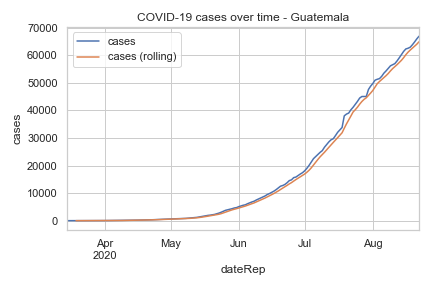 COVID-19 cases over time - Guatemala
cases
cases (rolling)
70000
60000
50000
40000
30000
20000
10000
0
cases
Apr
2020
May
Jun
Jul
Aug
dateRep